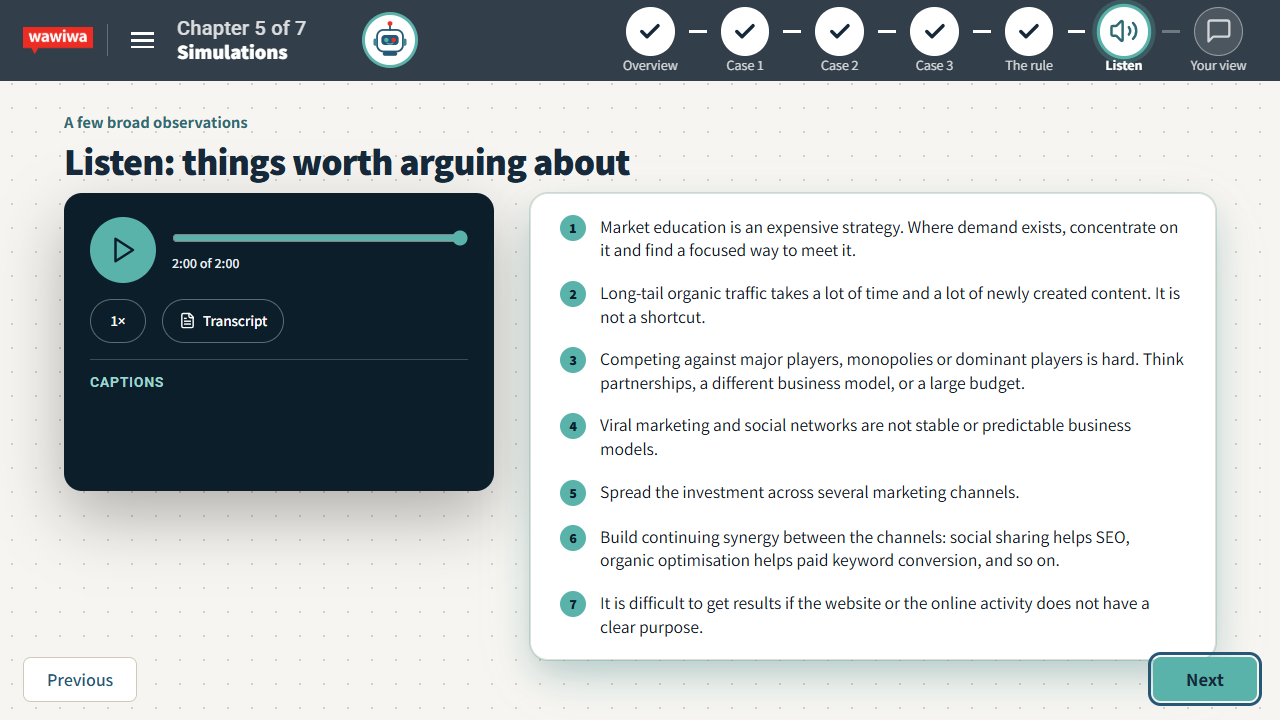 wawiwa
Chapter 5 of 7
Simulations
Overview
Case 1
Case 2
Case 3
The rule
Listen
Your view
A few broad observations
Listen: things worth arguing about
2:00 of 2:00
1×
Transcript
CAPTIONS
1
Market education is an expensive strategy. Where demand exists, concentrate on
it and find a focused way to meet it.
2
Long-tail organic traffic takes a lot of time and a lot of newly created content. It is
not a shortcut.
3
Competing against major players, monopolies or dominant players is hard. Think
partnerships, a different business model, or a large budget.
4
Viral marketing and social networks are not stable or predictable business
models.
5
Spread the investment across several marketing channels.
6
Build continuing synergy between the channels: social sharing helps SEO,
organic optimisation helps paid keyword conversion, and so on.
7
It is difficult to get results if the website or the online activity does not have a
clear purpose.
Previous
Next